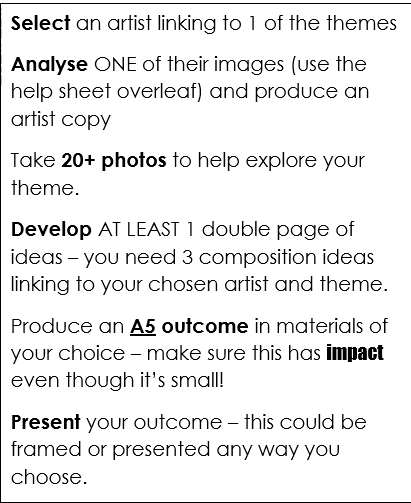 Select an artist linking to 1 of the themes
Analyse ONE of their images (use the
help sheet overleaf) and produce an
artist copy
Take 20+ photos to help explore your
theme.
Develop AT LEAST 1 double page of
ideas – you need 3 composition ideas
linking to your chosen artist and theme.
Produce an A5 outcome in materials of
your choice – make sure this has impact
even though it's small!
Present your outcome – this could be
framed or presented any way you
choose.